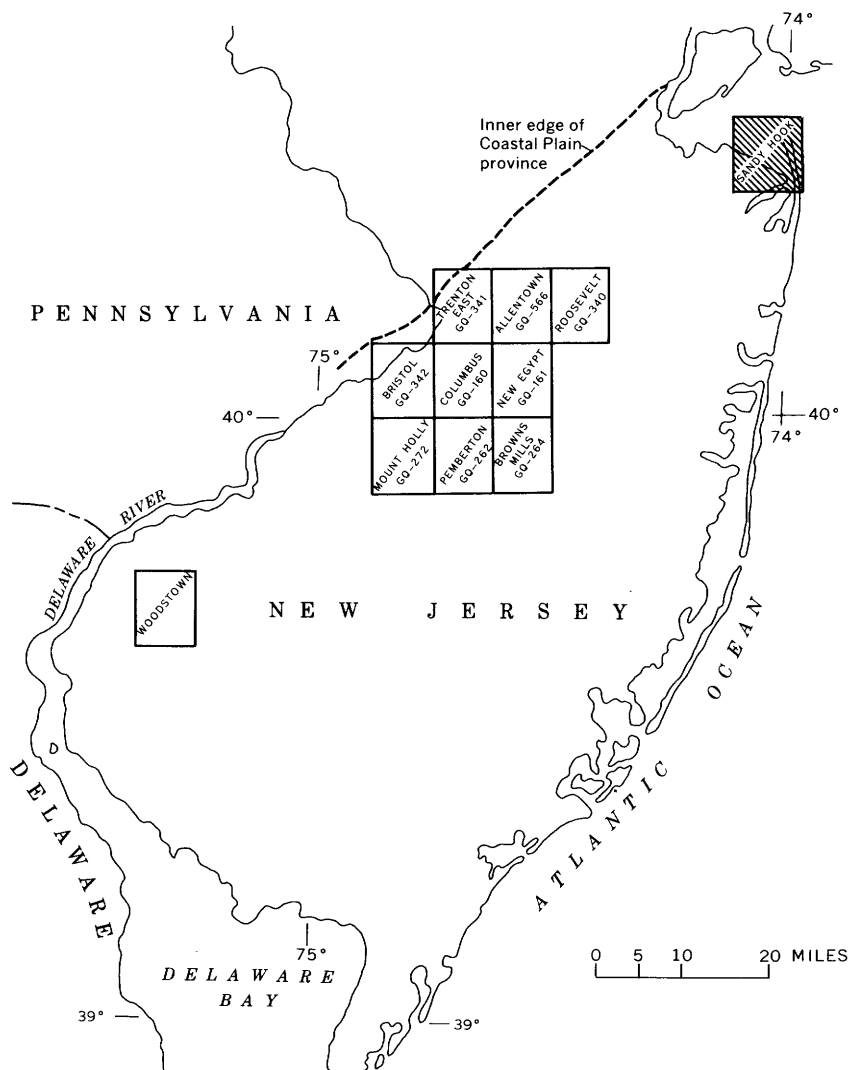 74°
Inner edge of
Coastal Plain
province
SANDY HOOK
PENNSYLVANIA
TRENTON
EAST
GQ-341
ALLENTOWN
GQ-566
ROOSEVELT
GQ-340
75°
BRISTOL
GQ-342
COLUMBUS
GQ-160
NEW EGYPT
GQ-161
40°
40°
74°
MOUNT HOLLY
GQ-272
PEMBERTON
GQ-262
BROWNS
MILLS
GQ-264
DELAWARE RIVER
WOODSTOWN
NEW JERSEY
ATLANTIC OCEAN
DELAWARE
75°
DELAWARE
BAY
0 5 10 20 MILES
39°
39°